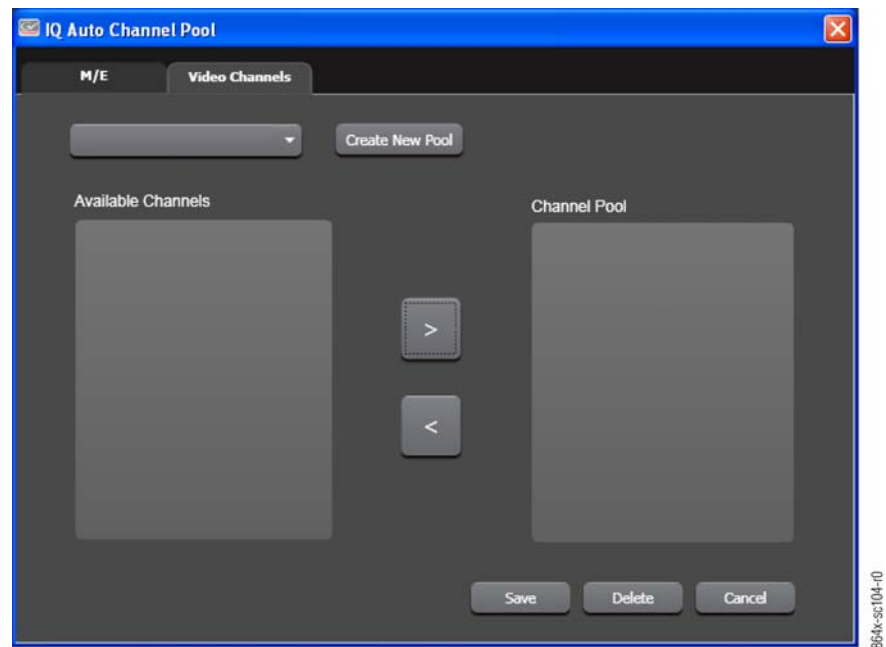 IQ Auto Channel Pool
M/E
Video Channels
Create New Pool
Available Channels
Channel Pool
>
<
Save
Delete
Cancel
864x-sc104-r0